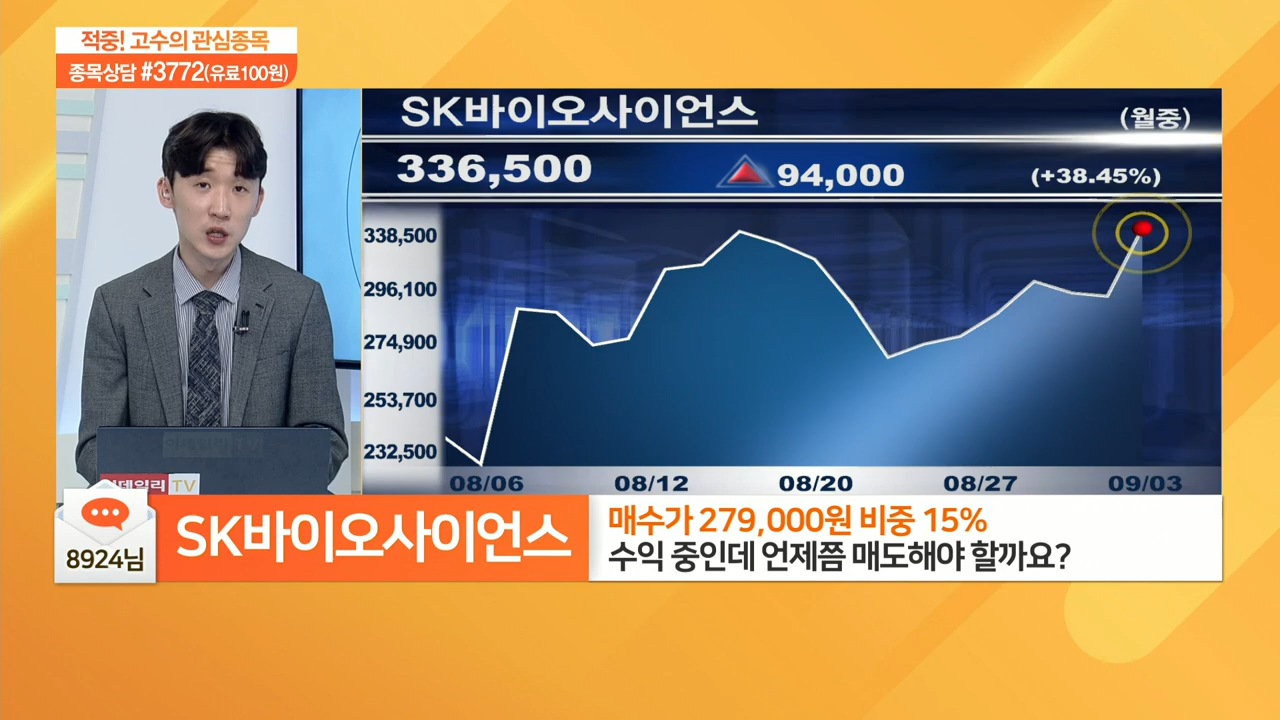 적중! 고수의 관심종목
종목상담 #3772(유료100원)
SK바이오사이언스
(월중)
336,500
94,000
(+38.45%)
338,500
296,100
274,900
253,700
232,500
08/06
08/12
08/20
08/27
09/03
이데일리 TV
8924님
SK바이오사이언스
매수가 279,000원 비중 15%
수익 중인데 언제쯤 매도해야 할까요?